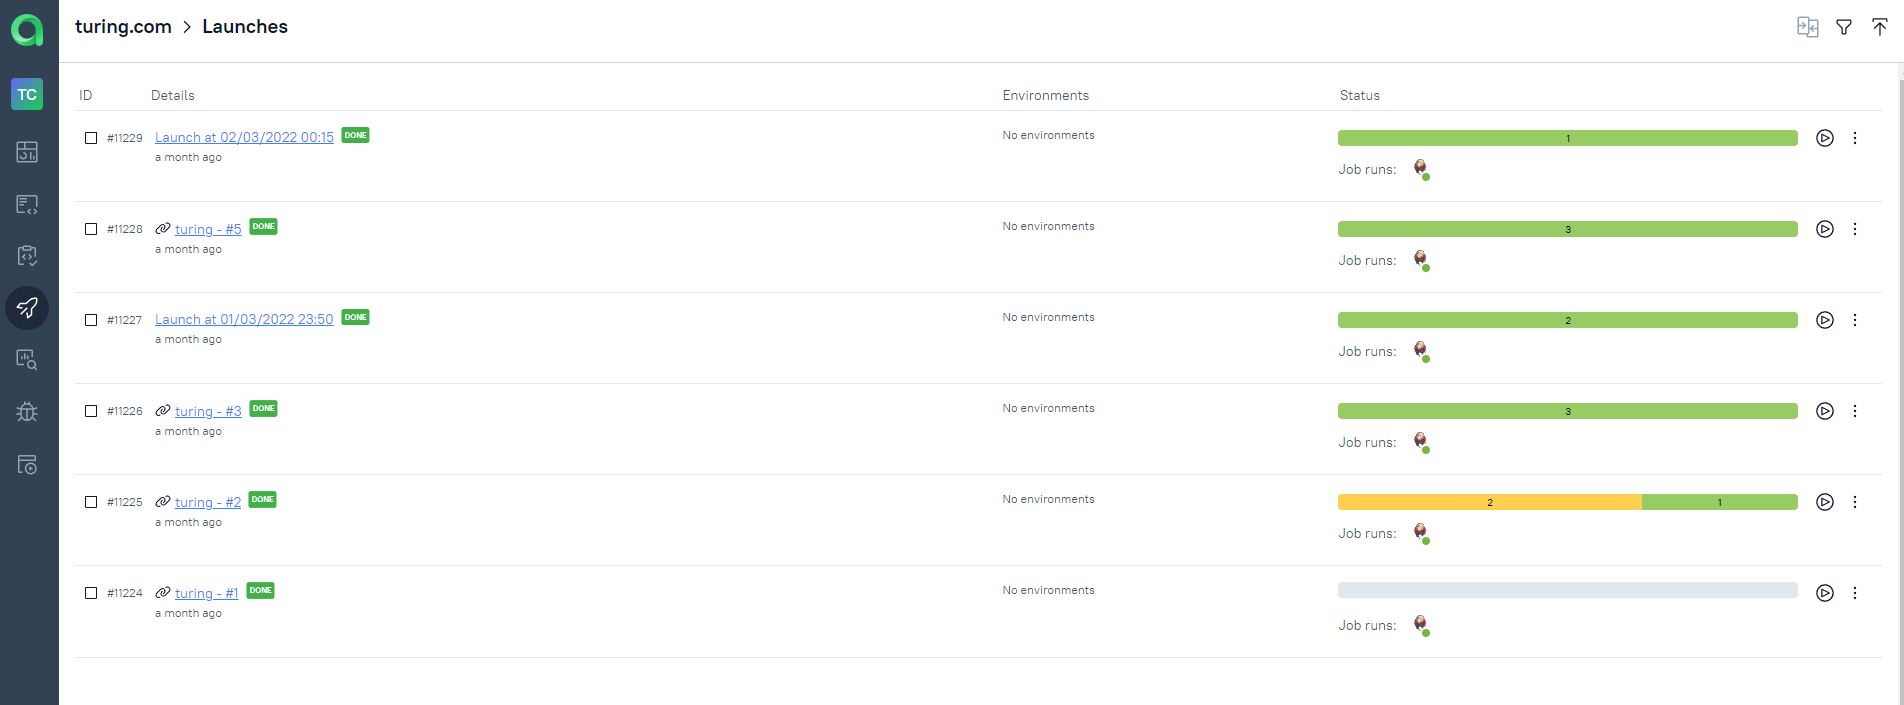 turing.com > Launches
TC
ID Details Environments Status
#11229 Launch at 02/03/2022 00:15 DONE No environments 1
a month ago
Job runs:
#11228 turing - #5 DONE No environments 3
a month ago
Job runs:
#11227 Launch at 01/03/2022 23:50 DONE No environments 2
a month ago
Job runs:
#11226 turing - #3 DONE No environments 3
a month ago
Job runs:
#11225 turing - #2 DONE No environments 2 1
a month ago
Job runs:
#11224 turing - #1 DONE No environments
a month ago
Job runs: